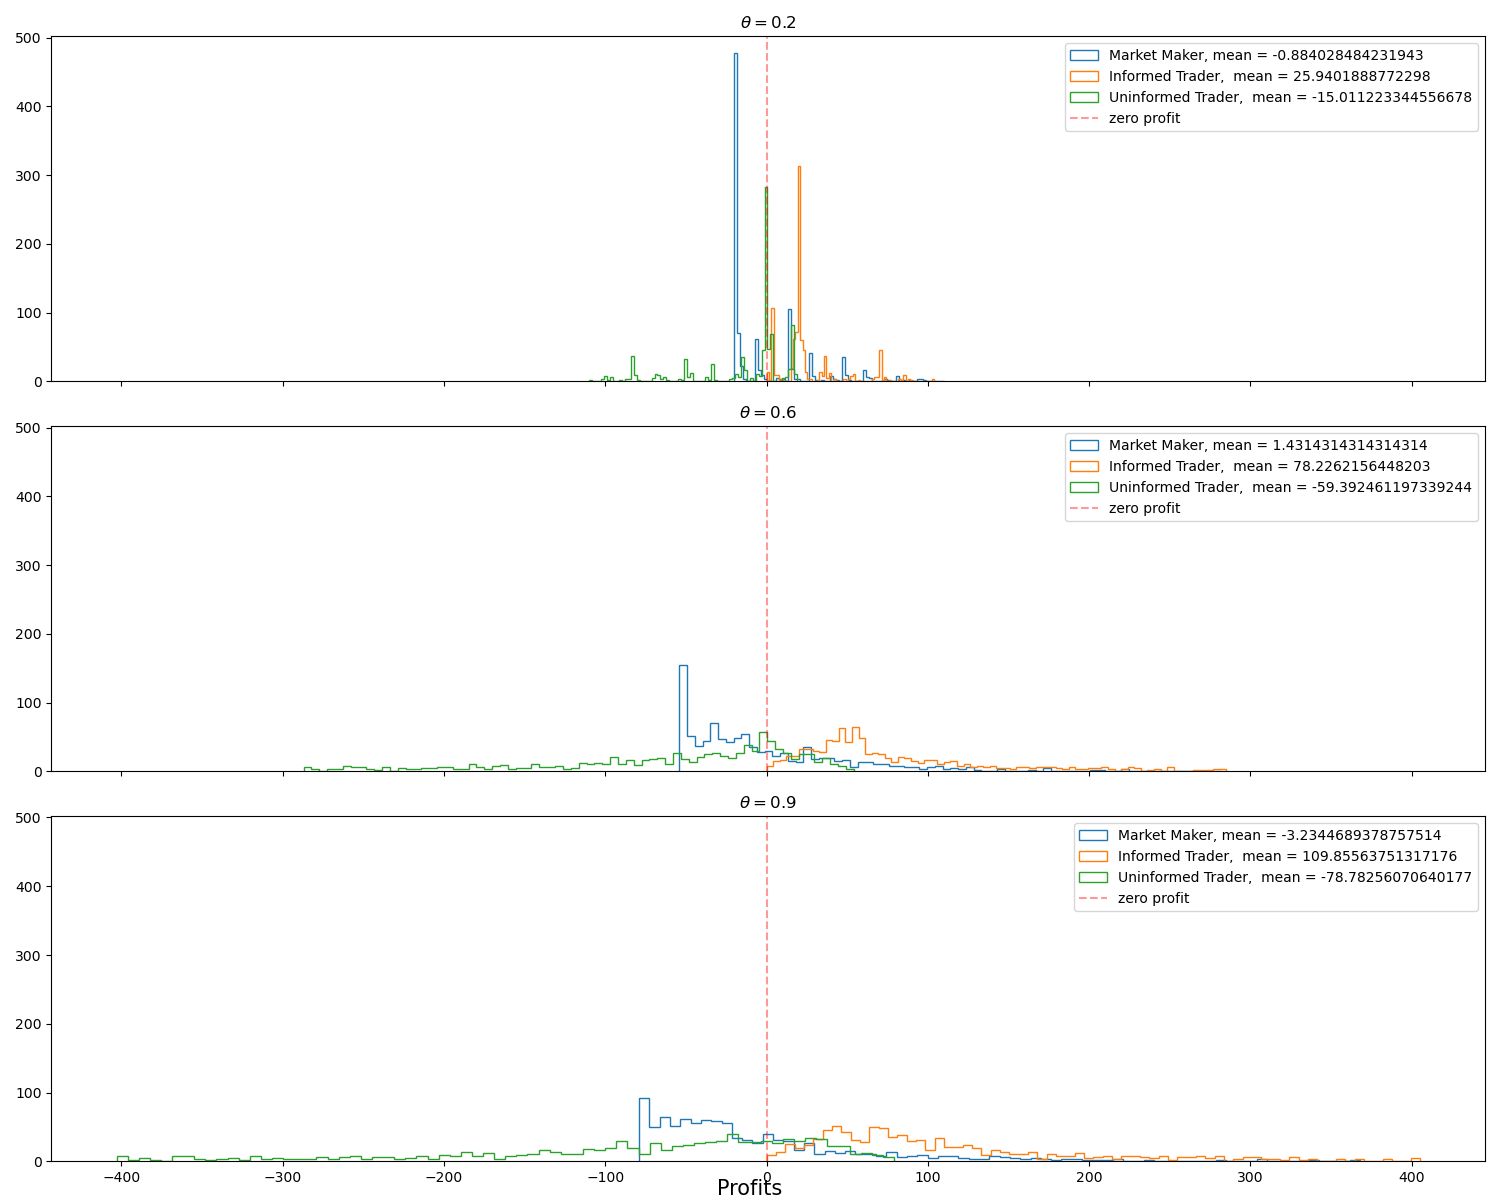 θ = 0.2
500
400
300
200
100
0
Market Maker, mean = -0.884028484231943
Informed Trader,  mean = 25.9401888772298
Uninformed Trader,  mean = -15.011223344556678
zero profit
θ = 0.6
500
400
300
200
100
0
Market Maker, mean = 1.4314314314314314
Informed Trader,  mean = 78.2262156448203
Uninformed Trader,  mean = -59.392461197339244
zero profit
θ = 0.9
500
400
300
200
100
0
Market Maker, mean = -3.2344689378757514
Informed Trader,  mean = 109.85563751317176
Uninformed Trader,  mean = -78.78256070640177
zero profit
−400 −300 −200 −100 0 100 200 300 400
Profits